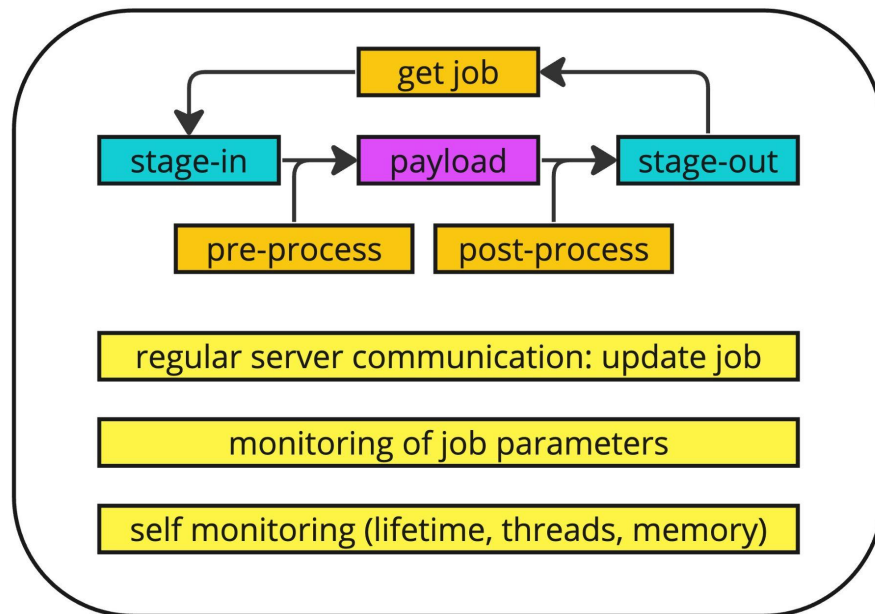 get job
stage-in
payload
stage-out
pre-process
post-process
regular server communication: update job
monitoring of job parameters
self monitoring (lifetime, threads, memory)